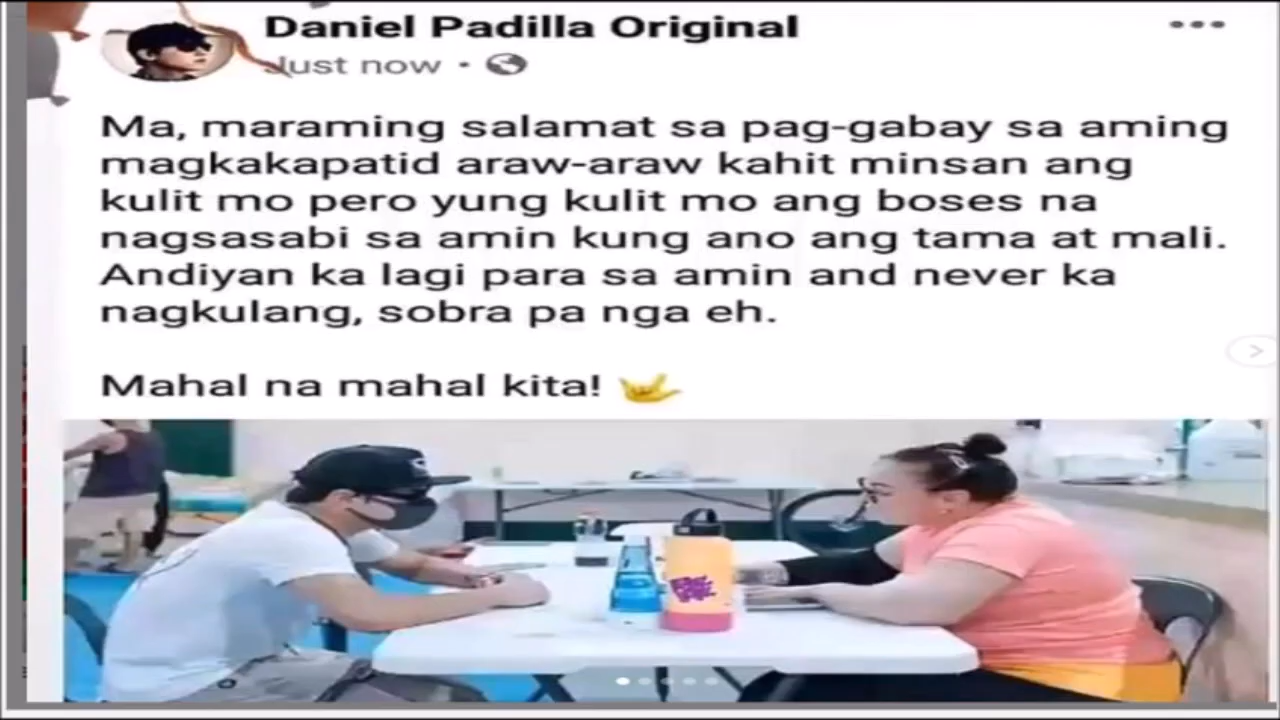 Daniel Padilla Original
Just now ·
Ma, maraming salamat sa pag-gabay sa aming
magkakapatid araw-araw kahit minsan ang
kulit mo pero yung kulit mo ang boses na
nagsasabi sa amin kung ano ang tama at mali.
Andiyan ka lagi para sa amin and never ka
nagkulang, sobra pa nga eh.
Mahal na mahal kita!